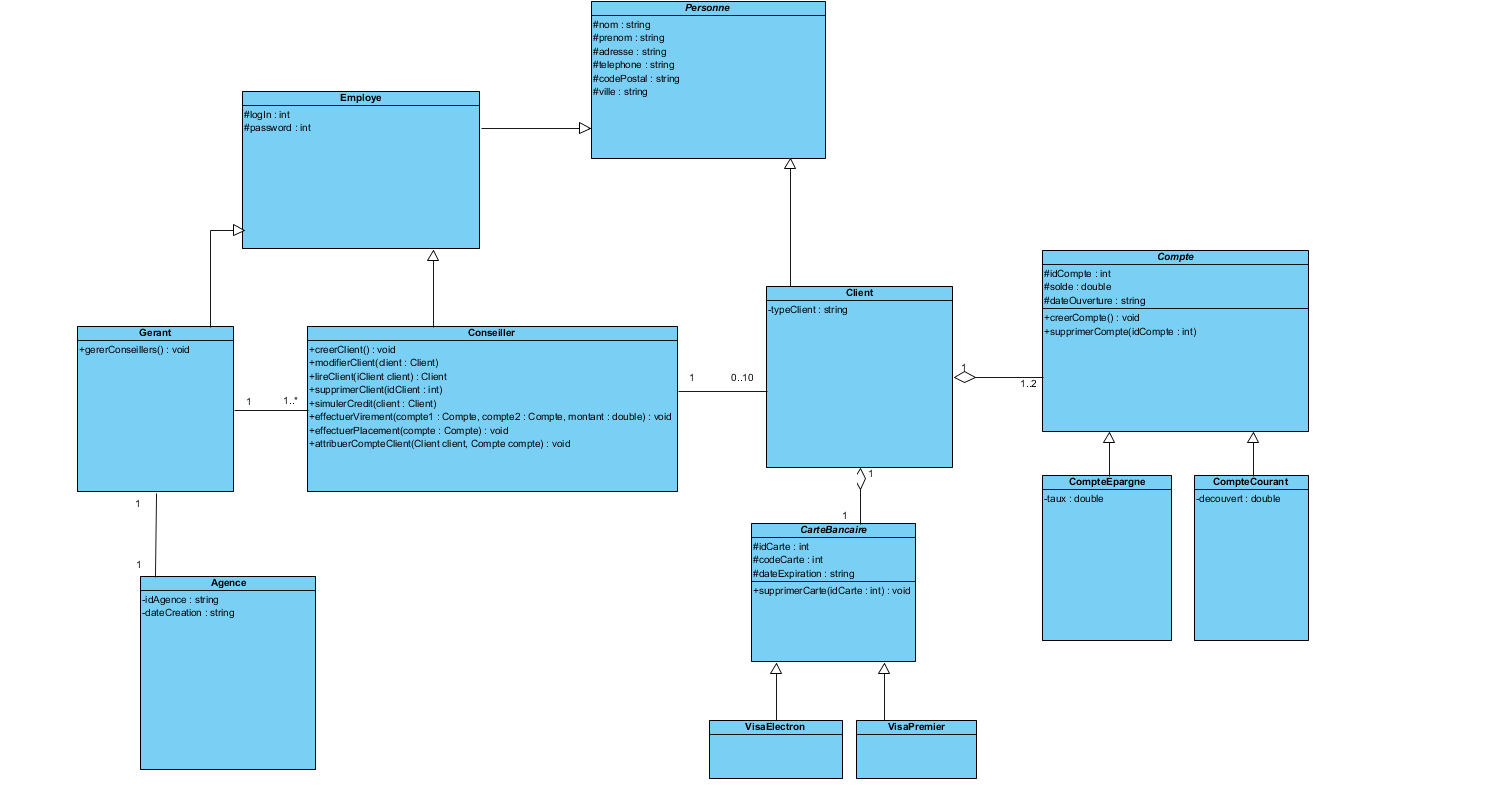 Personne
#nom : string
#prenom : string
#adresse : string
#telephone : string
#codePostal : string
#ville : string
Employe
#logIn : int
#password : int
Gerant
+gererConseillers() : void
1
1..*
Conseiller
+creerClient() : void
+modifierClient(client : Client)
+lireClient(iClient client) : Client
+supprimerClient(idClient : int)
+simulerCredit(client : Client)
+effectuerVirement(compte1 : Compte, compte2 : Compte, montant : double) : void
+effectuerPlacement(compte : Compte) : void
+attribuerCompteClient(Client client, Compte compte) : void
1
0..10
Client
-typeClient : string
1
1..2
Compte
#idCompte : int
#solde : double
#dateOuverture : string
+creerCompte() : void
+supprimerCompte(idCompte : int)
CompteEpargne
-taux : double
CompteCourant
-decouvert : double
1
1
CarteBancaire
#idCarte : int
#codeCarte : int
#dateExpiration : string
+supprimerCarte(idCarte : int) : void
VisaElectron
VisaPremier
1
1
Agence
-idAgence : string
-dateCreation : string